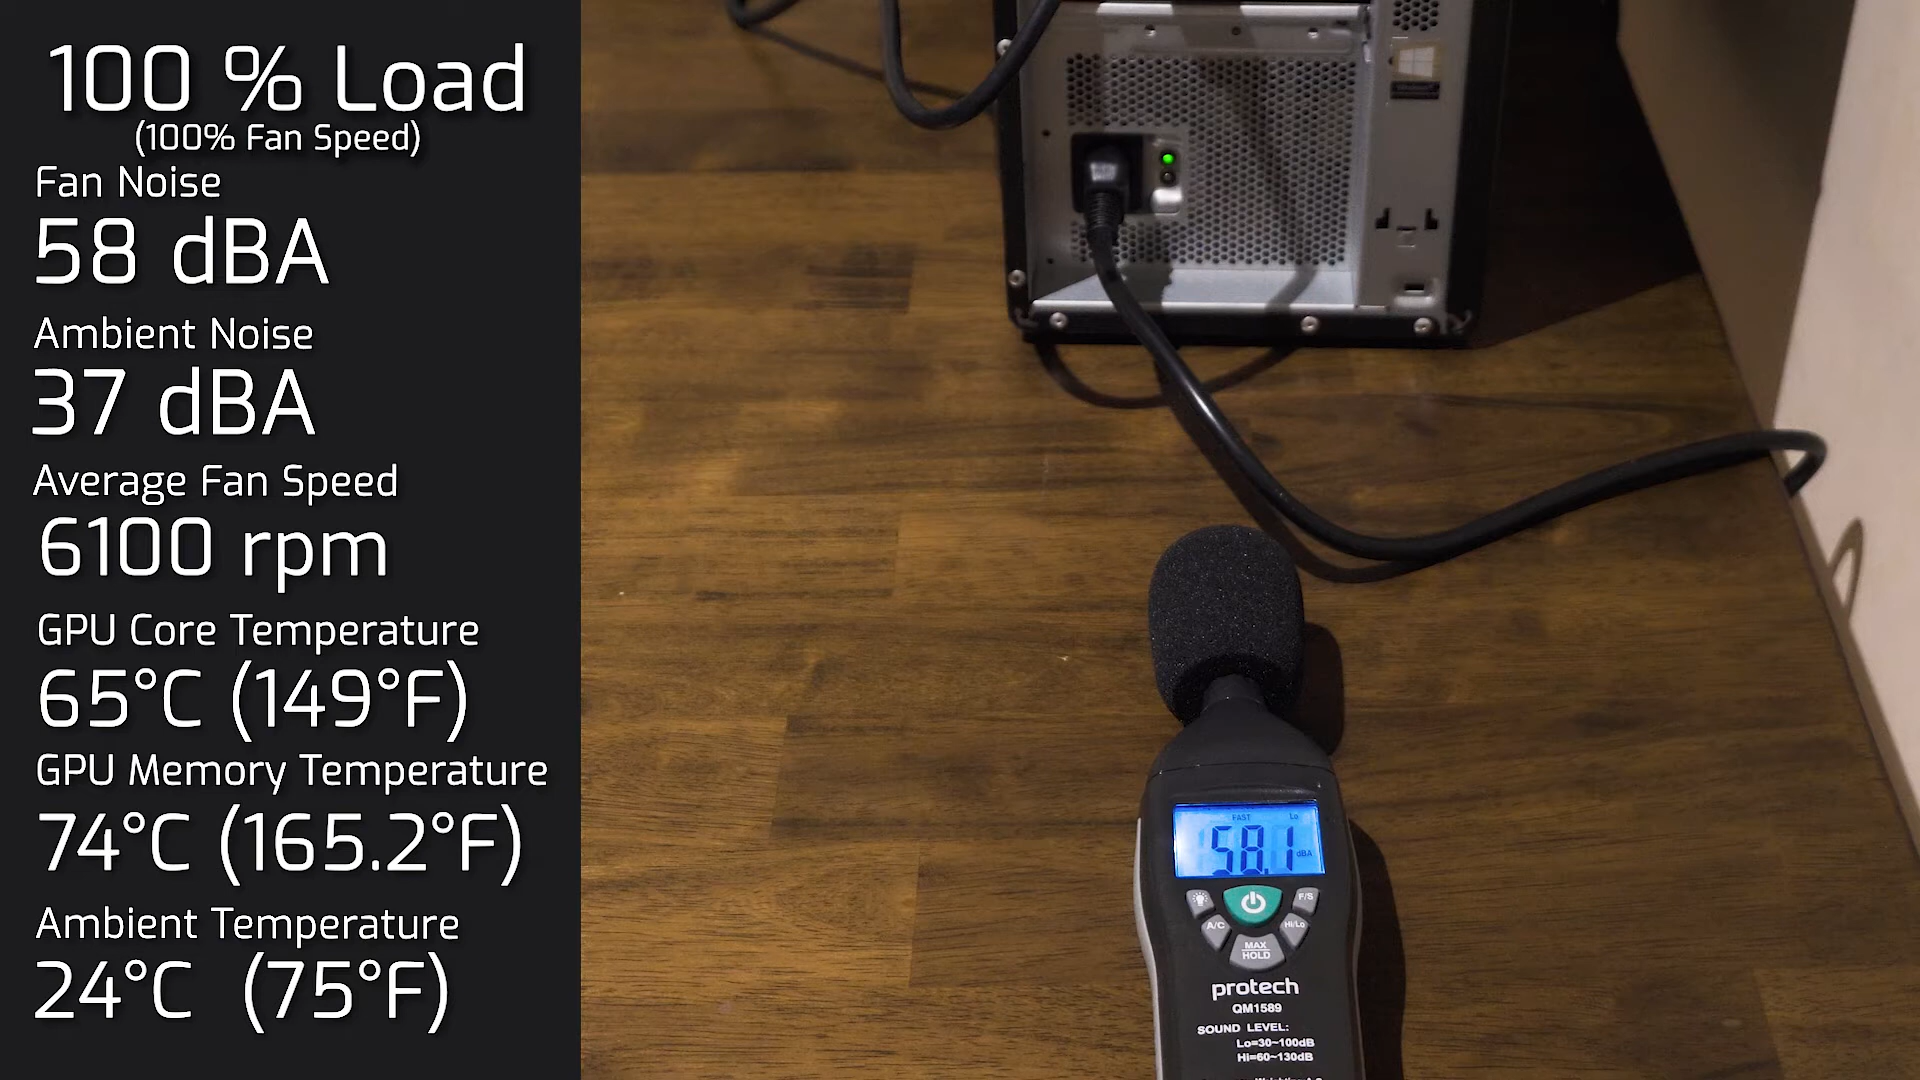 100 % Load
(100% Fan Speed)
Fan Noise
58 dBA
Ambient Noise
37 dBA
Average Fan Speed
6100 rpm
GPU Core Temperature
65°C (149°F)
GPU Memory Temperature
74°C (165.2°F)
Ambient Temperature
24°C (75°F)
FAST Lo
58.1 dBA
F/S
A/C
Hi/Lo
MAX
HOLD
protech
QM1589
SOUND LEVEL:
Lo=30~100dB
Hi=60~130dB